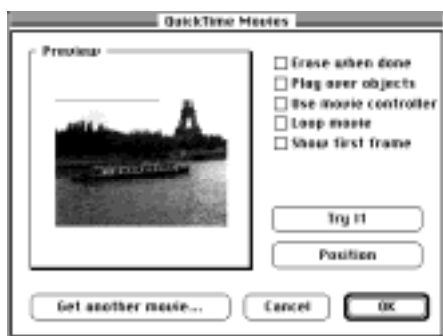 QuickTime Movies
Preview
Erase when done
Play over objects
Use movie controller
Loop movie
Show first frame
Try It
Position
Get another movie...
Cancel
OK